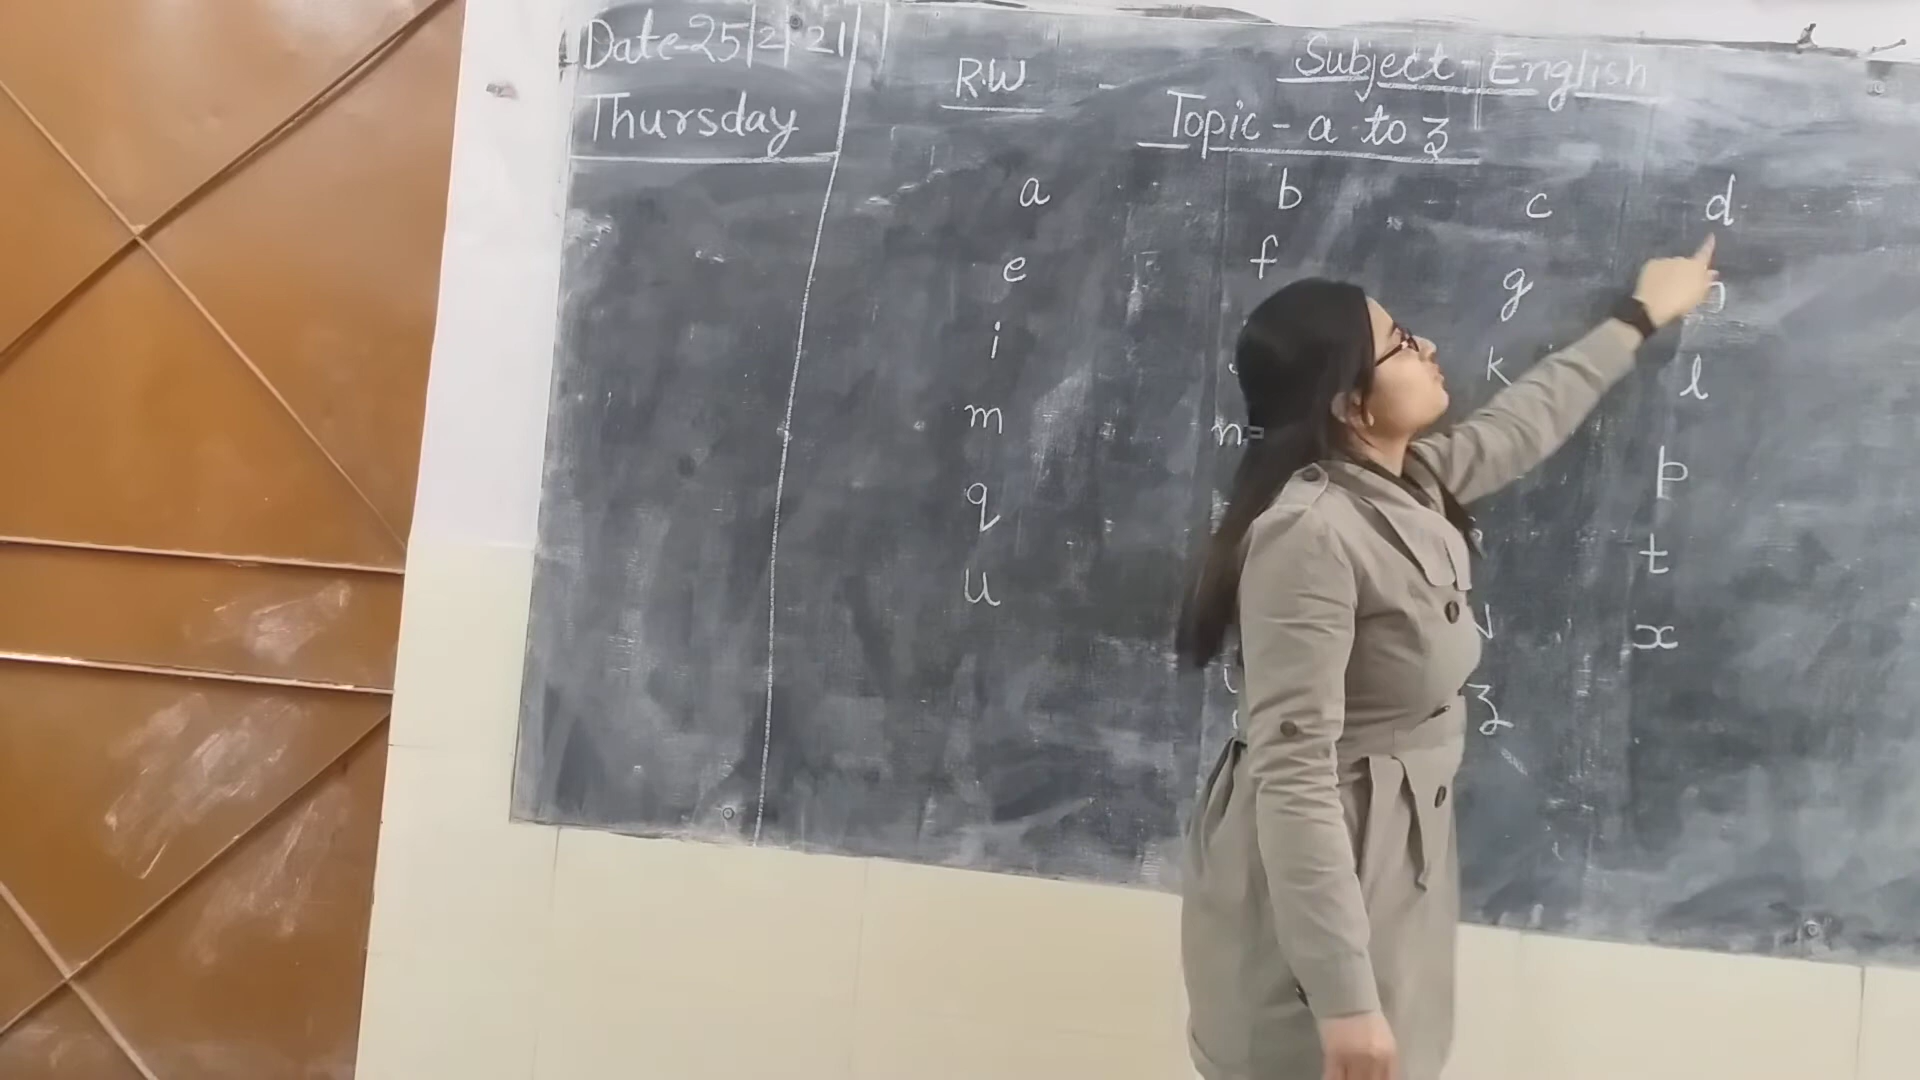 Date-25/2/21
Thursday
R.W
Subject-English
Topic - a to z
a b c d
e f g h
i k l
m n p
q t
u v x
z